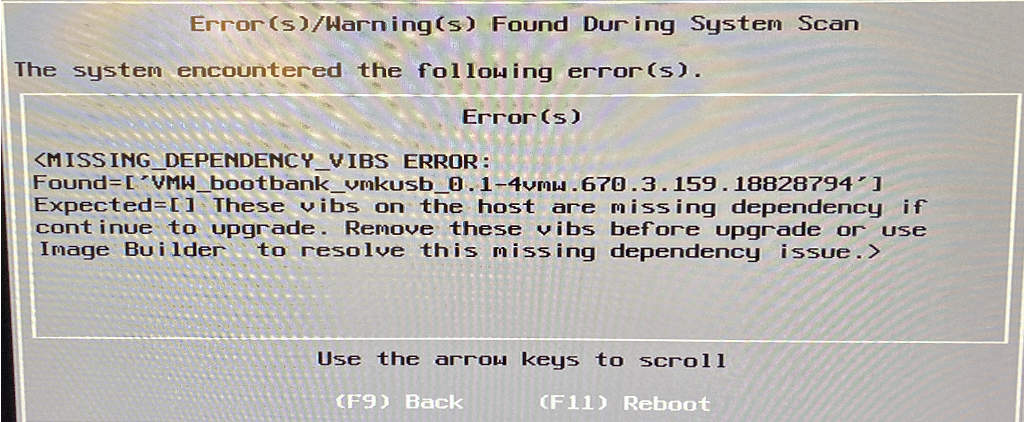 Error(s)/Warning(s) Found During System Scan
The system encountered the following error(s).
Error(s)
<MISSING_DEPENDENCY_VIBS ERROR:
Found=['VMW_bootbank_vmkusb_0.1-4vmw.670.3.159.18828794']
Expected=[] These vibs on the host are missing dependency if
continue to upgrade. Remove these vibs before upgrade or use
Image Builder  to resolve this missing dependency issue.>
Use the arrow keys to scroll
(F9) Back (F11) Reboot